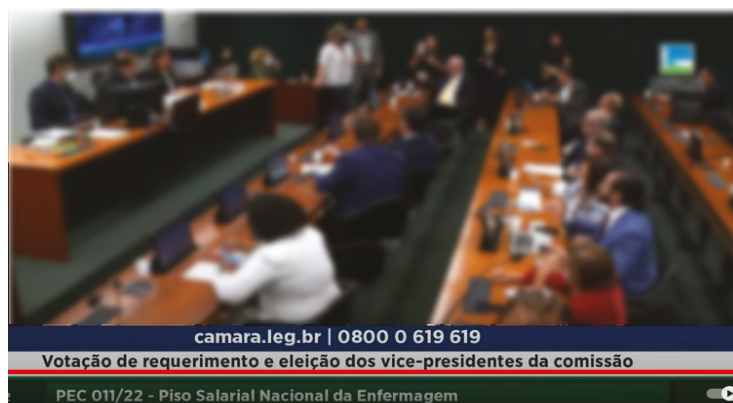 camara.leg.br | 0800 0 619 619
Votação de requerimento e eleição dos vice-presidentes da comissão
PEC 011/22 - Piso Salarial Nacional da Enfermagem